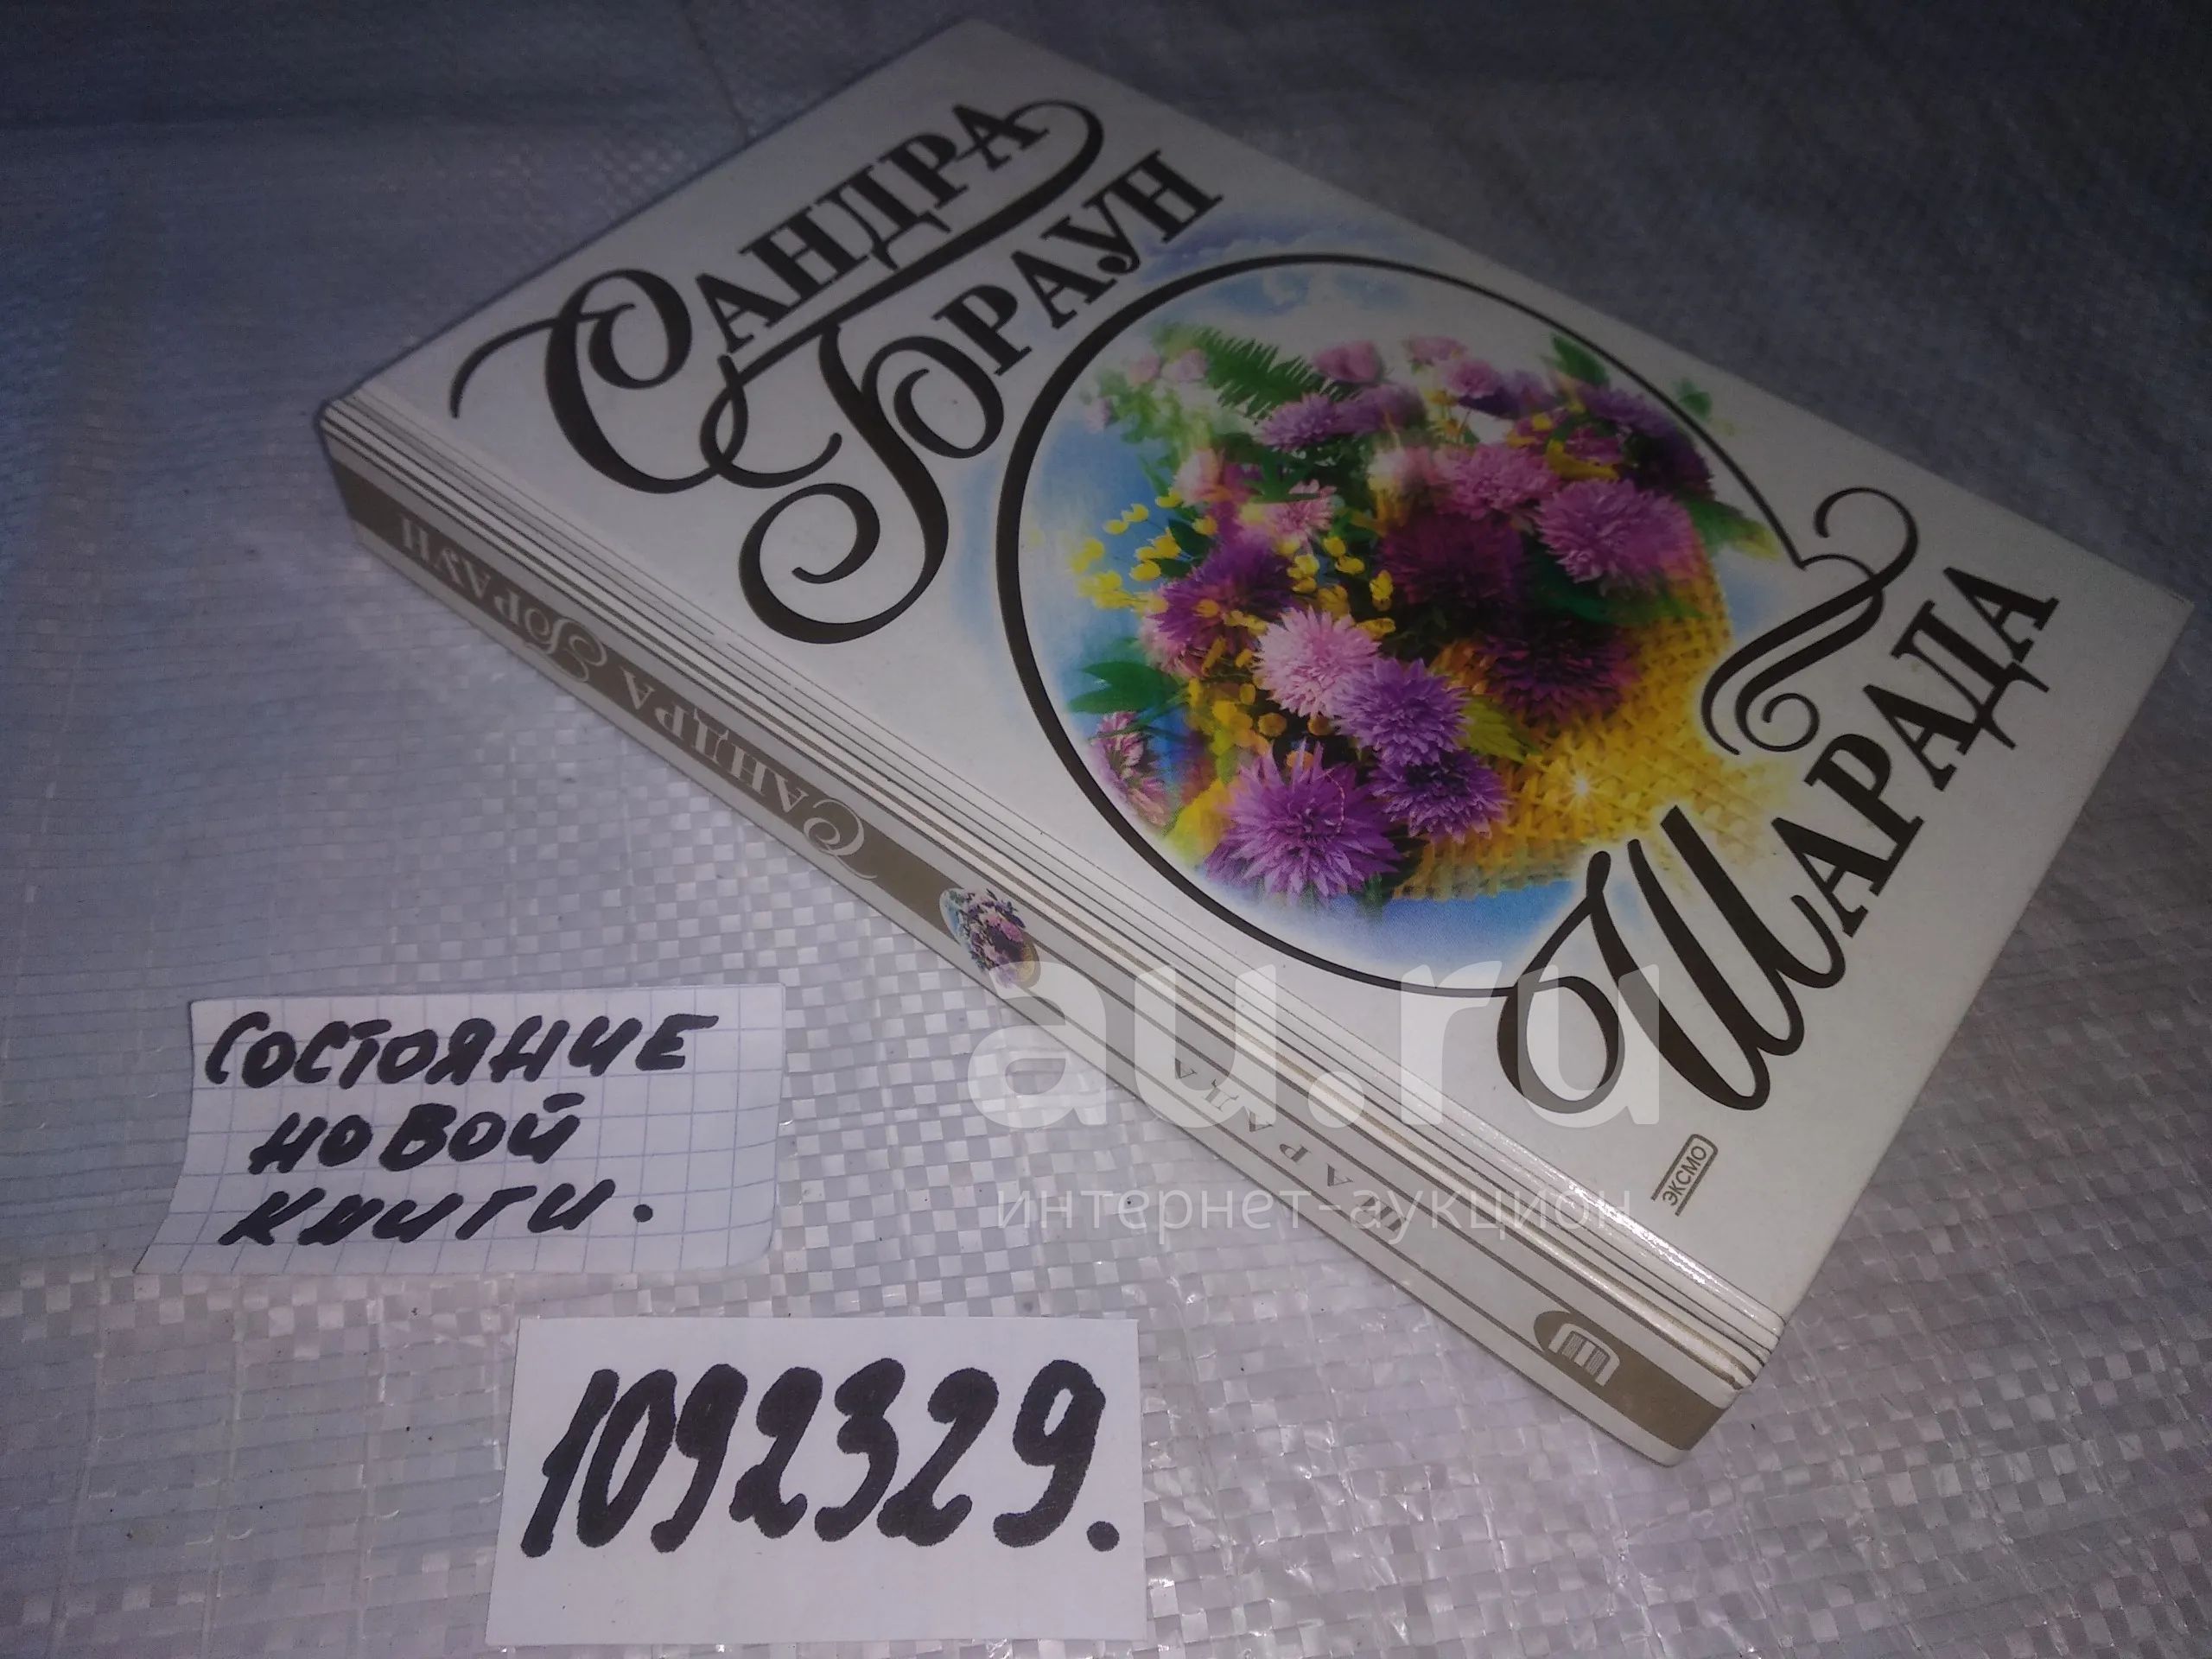 САНДРА
БРАУН
ШАРАДА
ЭКСМО
САНДРА БРАУН
ШАРАДА
au.ru
интернет-аукцион
СОСТОЯНИЕ
НОВОЙ
КНИГИ.
1092329.